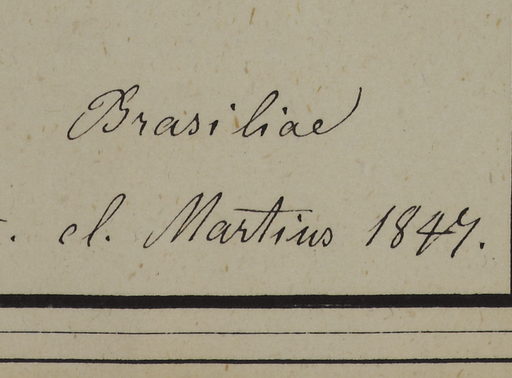 Brasiliae
. cl. Martius 1847.